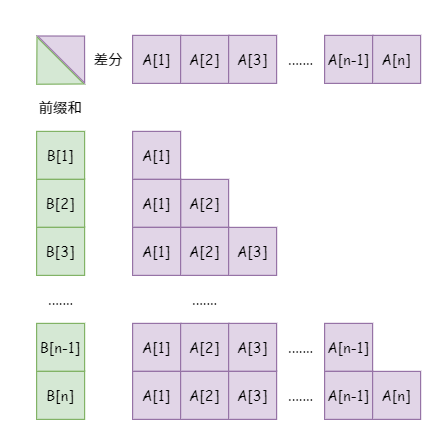 差分 A[1] A[2] A[3] ....... A[n-1] A[n]
前缀和
B[1] A[1]
B[2] A[1] A[2]
B[3] A[1] A[2] A[3]
....... .......
B[n-1] A[1] A[2] A[3] ....... A[n-1]
B[n] A[1] A[2] A[3] ....... A[n-1] A[n]